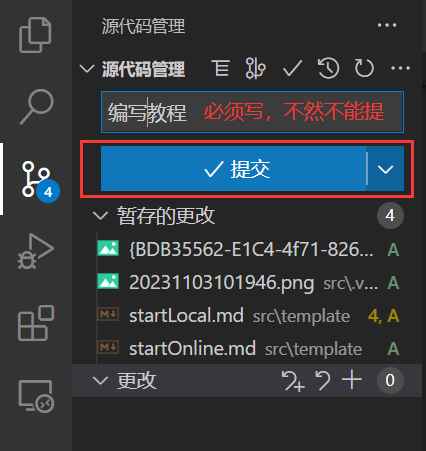 源代码管理
源代码管理
编写教程 必须写，不然不能提
提交
4
暂存的更改 4
{BDB35562-E1C4-4f71-826... A
20231103101946.png src\.v... A
startLocal.md src\template 4, A
startOnline.md src\template A
更改 0